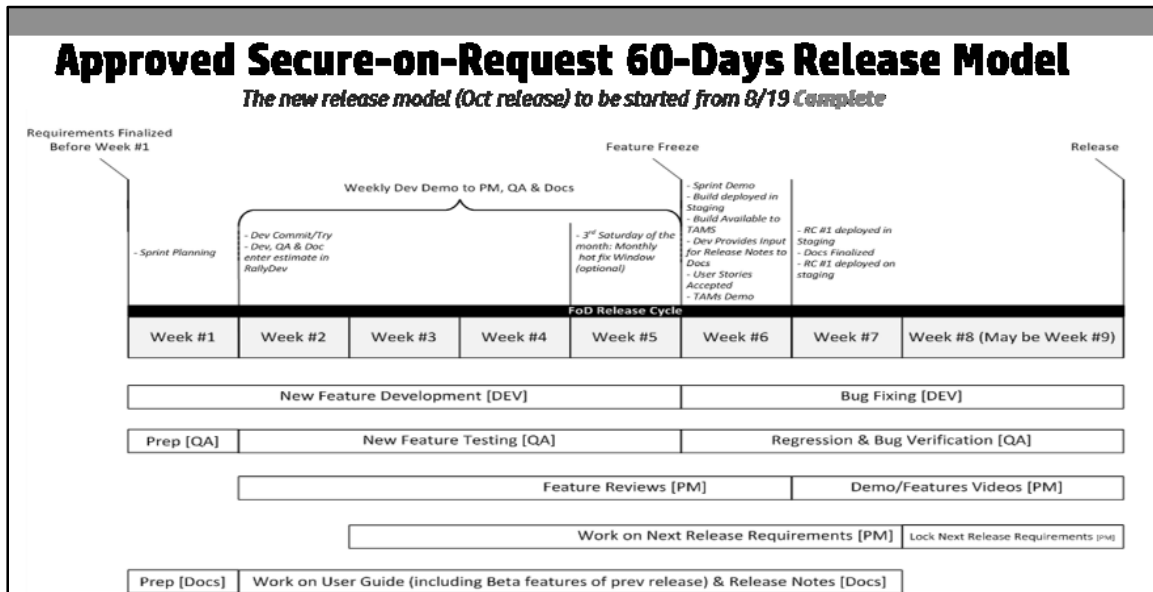 Approved Secure-on-Request 60-Days Release Model
The new release model (Oct release) to be started from 8/19 Complete
Requirements Finalized
Before Week #1
Feature Freeze
Release
Weekly Dev Demo to PM, QA & Docs
- Sprint Planning
- Dev Commit/Try
- Dev, QA & Doc
enter estimate in
RallyDev
- 3rd Saturday of the
month: Monthly
hot fix Window
(optional)
- Sprint Demo
- Build deployed in
Staging
- Build Available to
TAMS
- Dev Provides Input
for Release Notes to
Docs
- User Stories
Accepted
- TAMs Demo
- RC #1 deployed in
Staging
- Docs Finalized
- RC #1 deployed on
staging
FoD Release Cycle
Week #1
Week #2
Week #3
Week #4
Week #5
Week #6
Week #7
Week #8 (May be Week #9)
New Feature Development [DEV]
Bug Fixing [DEV]
Prep [QA]
New Feature Testing [QA]
Regression & Bug Verification [QA]
Feature Reviews [PM]
Demo/Features Videos [PM]
Work on Next Release Requirements [PM]
Lock Next Release Requirements [PM]
Prep [Docs]
Work on User Guide (including Beta features of prev release) & Release Notes [Docs]